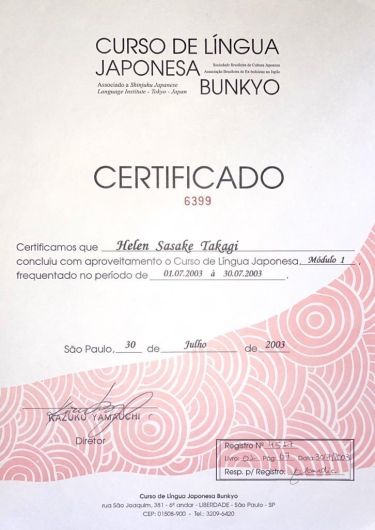 CURSO DE LÍNGUA
JAPONESA
Sociedade Brasileira de Cultura Japonesa
Associação Brasileira de Ex-bolsistas no Japão
Associado a Shinjuku Japanese
Language Institute - Tokyo - Japan
BUNKYO
CERTIFICADO
6399
Certificamos que Helen Sasake Takagi
concluiu com aproveitamento o Curso de Língua Japonesa, Módulo 1,
frequentado no período de 01.07.2003 à 30.07.2003.
São Paulo, 30 de Julho de 2003
KAZUKO YAMAUCHI
Diretor
Registro Nº
Livro: Pág: 07 Data:
Resp. p/ Registro:
Curso de Língua Japonesa Bunkyo
rua São Joaquim, 381 - 6º andar - LIBERDADE - São Paulo - SP
CEP: 01508-900 - Tel.: 3209-6420